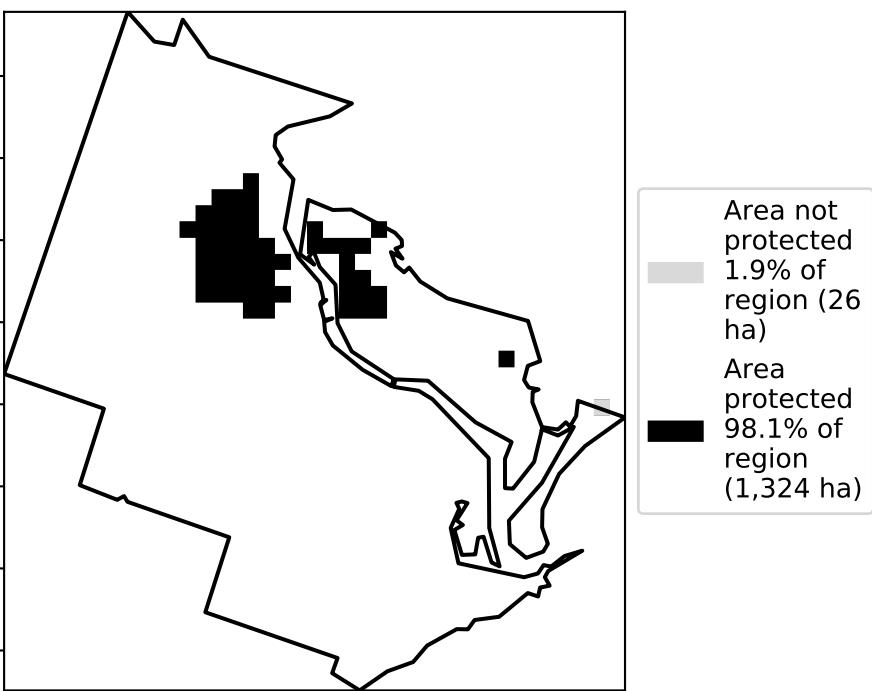 Area not
protected
1.9% of
region (26
ha)
Area
protected
98.1% of
region
(1,324 ha)